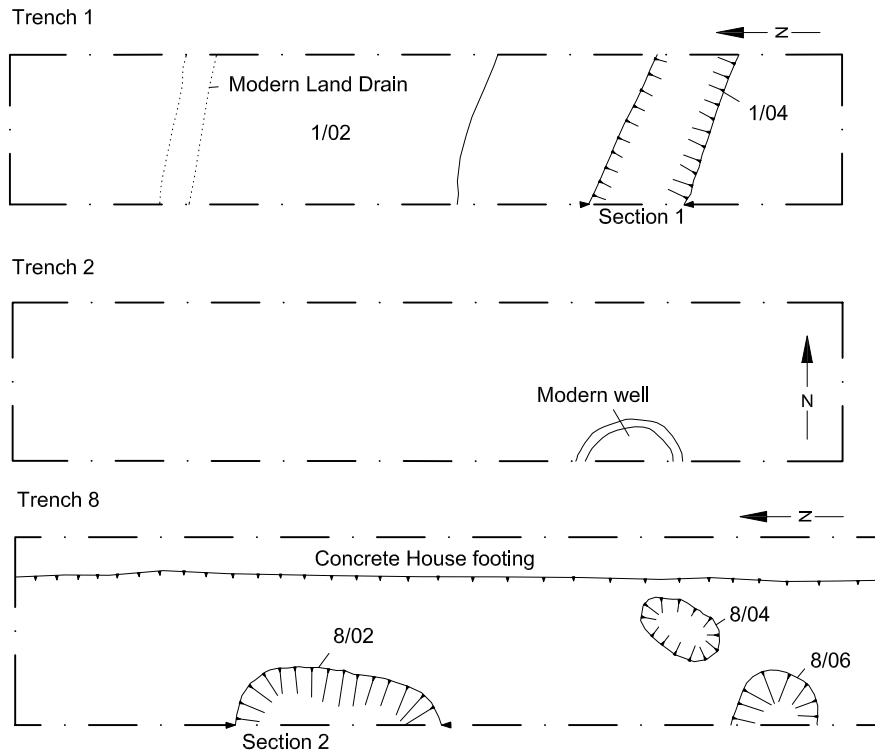 Trench 1
N
Modern Land Drain
1/02
1/04
Section 1
Trench 2
Modern well
N
Trench 8
N
Concrete House footing
8/04
8/02
8/06
Section 2